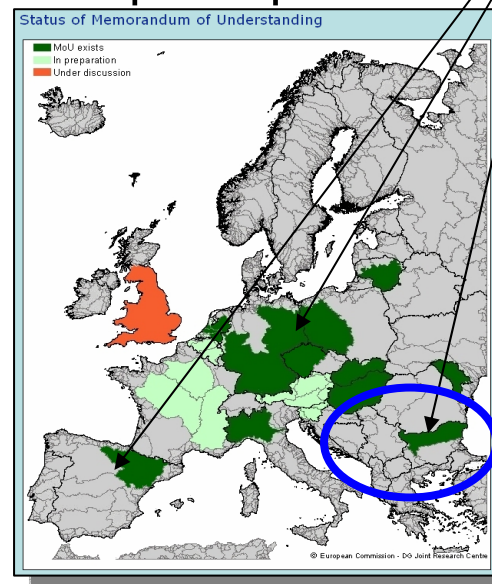 Status of Memorandum of Understanding
MoU exists
In preparation
Under discussion
© European Commission - DG Joint Research Centre